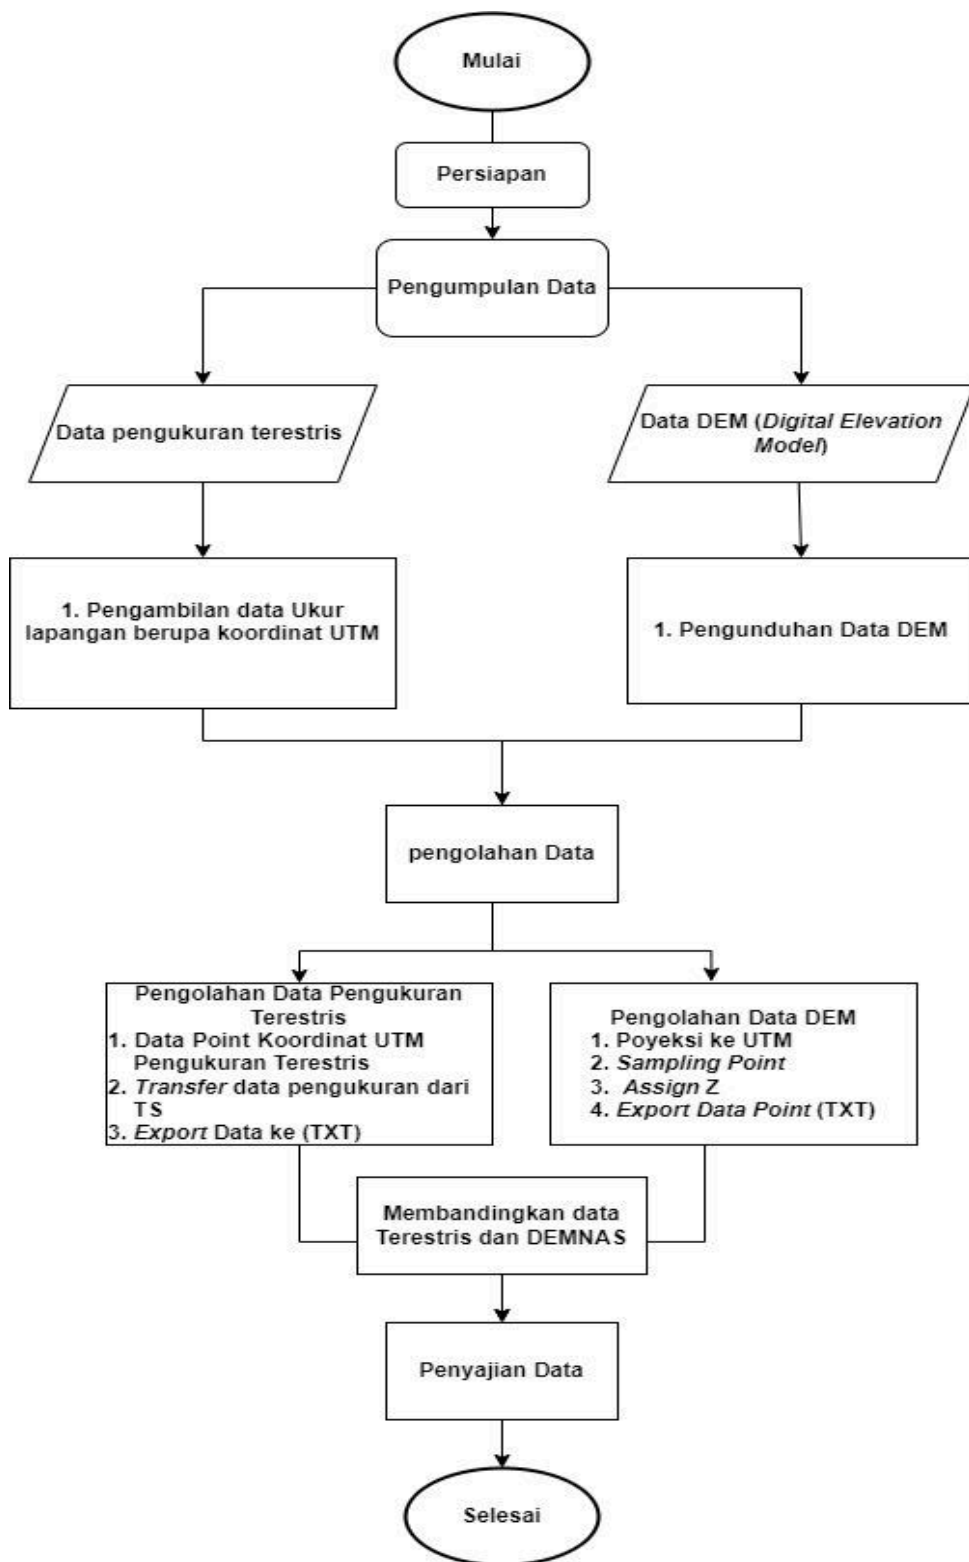 Mulai
Persiapan
Pengumpulan Data
Data pengukuran terestris
Data DEM (Digital Elevation
Model)
1. Pengambilan data Ukur
lapangan berupa koordinat UTM
1. Pengunduhan Data DEM
pengolahan Data
Pengolahan Data Pengukuran
Terestris
1. Data Point Koordinat UTM
Pengukuran Terestris
2. Transfer data pengukuran dari
TS
3. Export Data ke (TXT)
Pengolahan Data DEM
1. Poyeksi ke UTM
2. Sampling Point
3. Assign Z
4. Export Data Point (TXT)
Membandingkan data
Terestris dan DEMNAS
Penyajian Data
Selesai